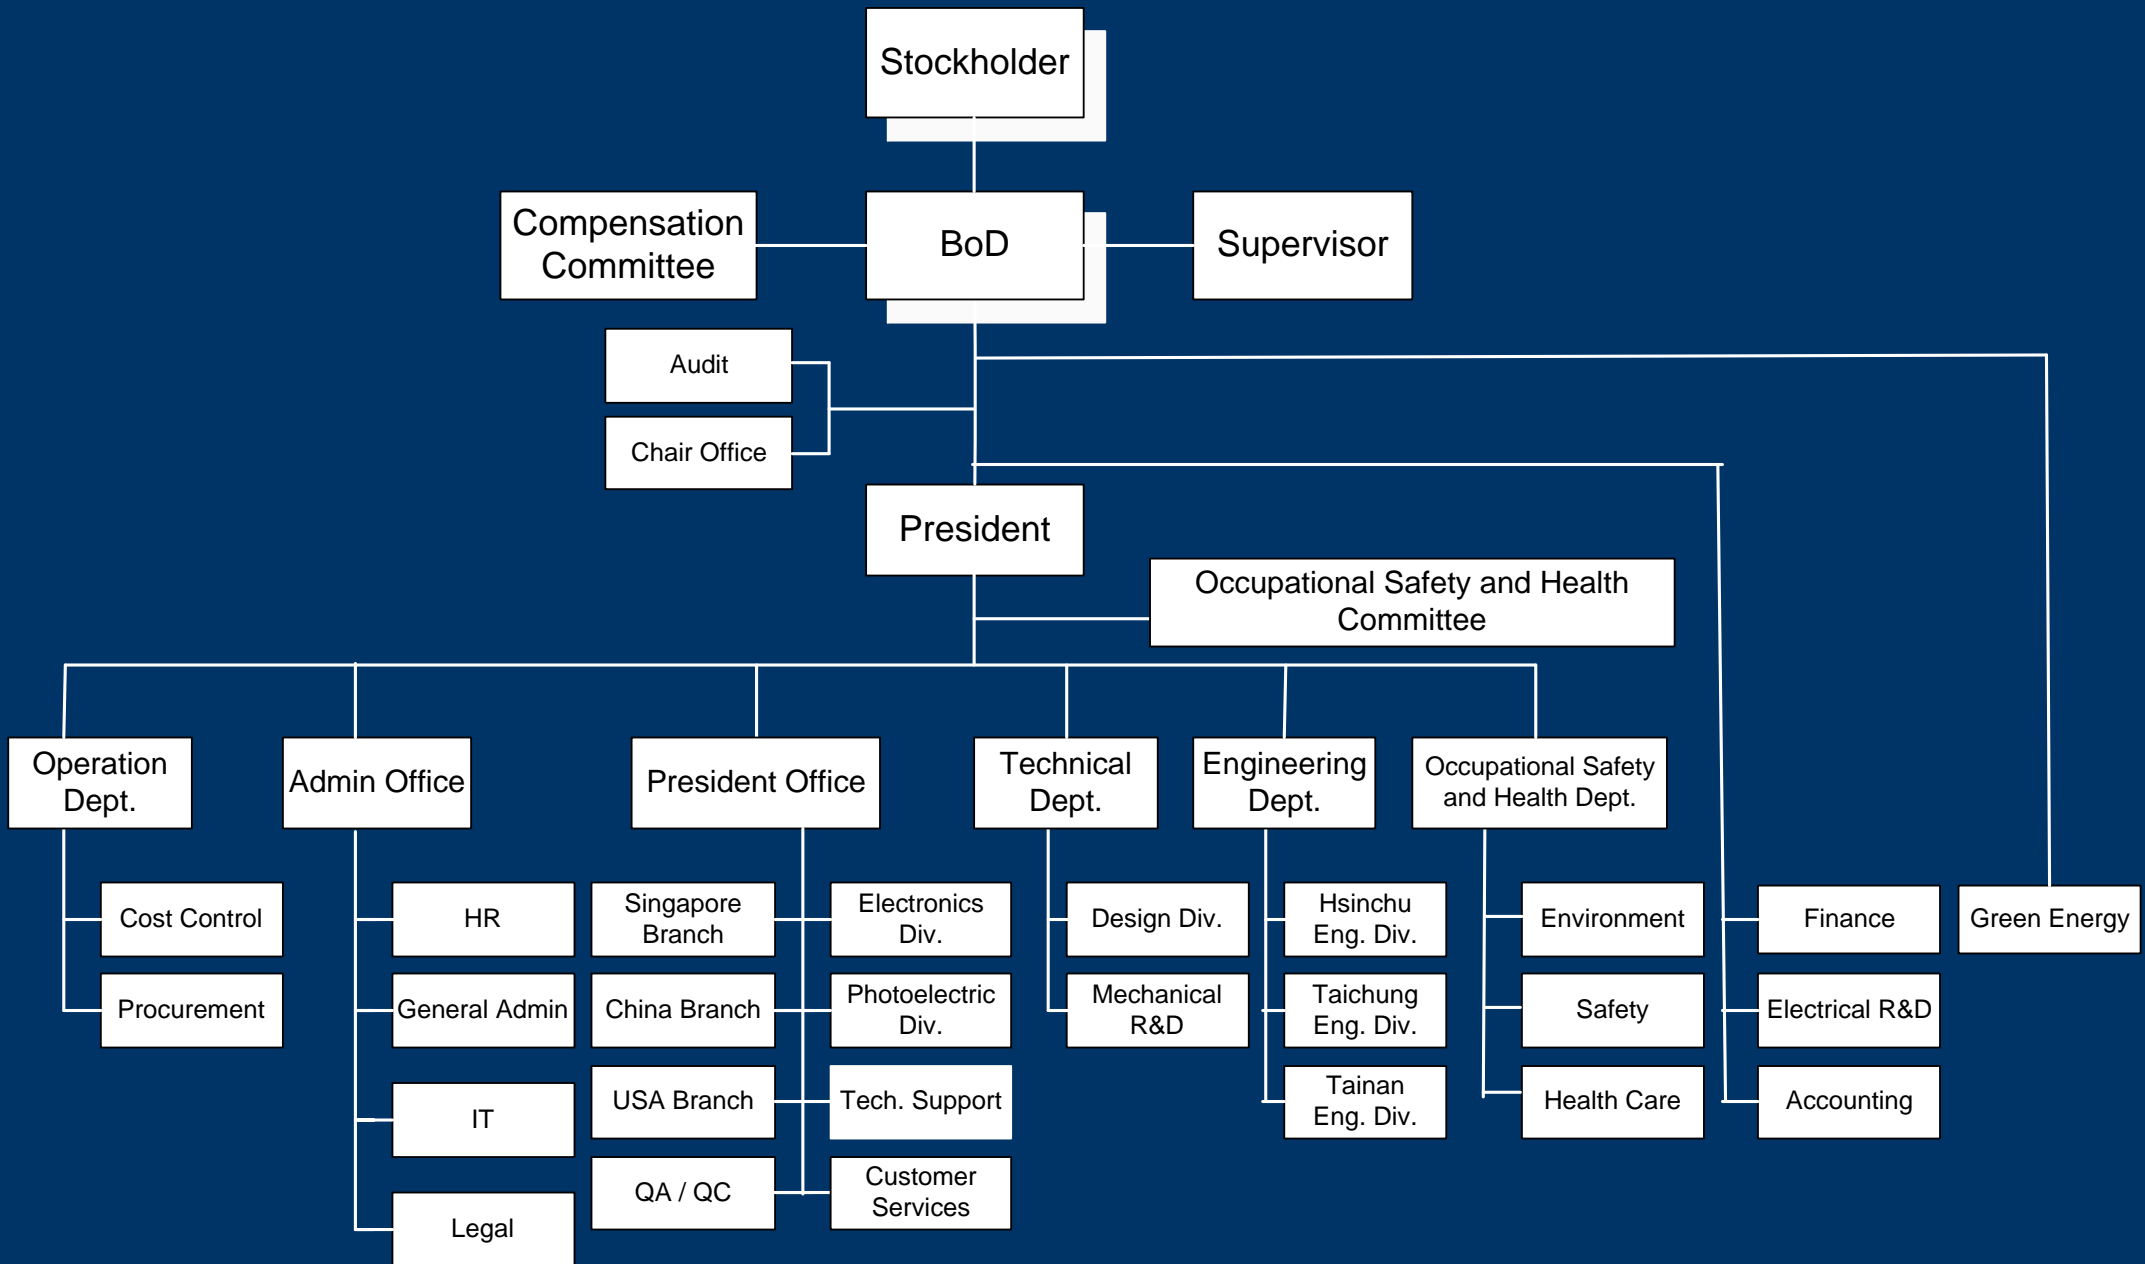 Stockholder
Compensation
Committee
BoD
Supervisor
Audit
Chair Office
President
Occupational Safety and Health
Committee
Operation
Dept.
Admin Office
President Office
Technical
Dept.
Engineering
Dept.
Occupational Safety
and Health Dept.
Cost Control
HR
Singapore
Branch
Electronics
Div.
Design Div.
Hsinchu
Eng. Div.
Environment
Finance
Green Energy
Procurement
General Admin
China Branch
Photoelectric
Div.
Mechanical
R&D
Taichung
Eng. Div.
Safety
Electrical R&D
IT
USA Branch
Tech. Support
Tainan
Eng. Div.
Health Care
Accounting
Legal
QA / QC
Customer
Services